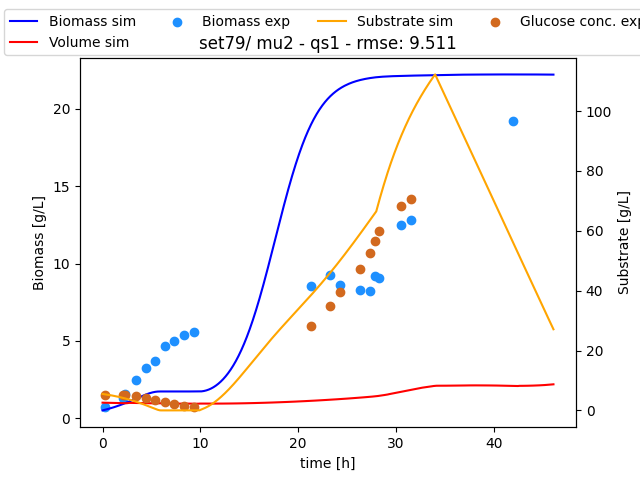 Biomass sim Biomass exp Substrate sim Glucose conc. exp
Volume sim
set79/ mu2 - qs1 - rmse: 9.511
Biomass [g/L]
20
15
10
5
0
100
80
60
40
20
0
Substrate [g/L]
0 10 20 30 40
time [h]